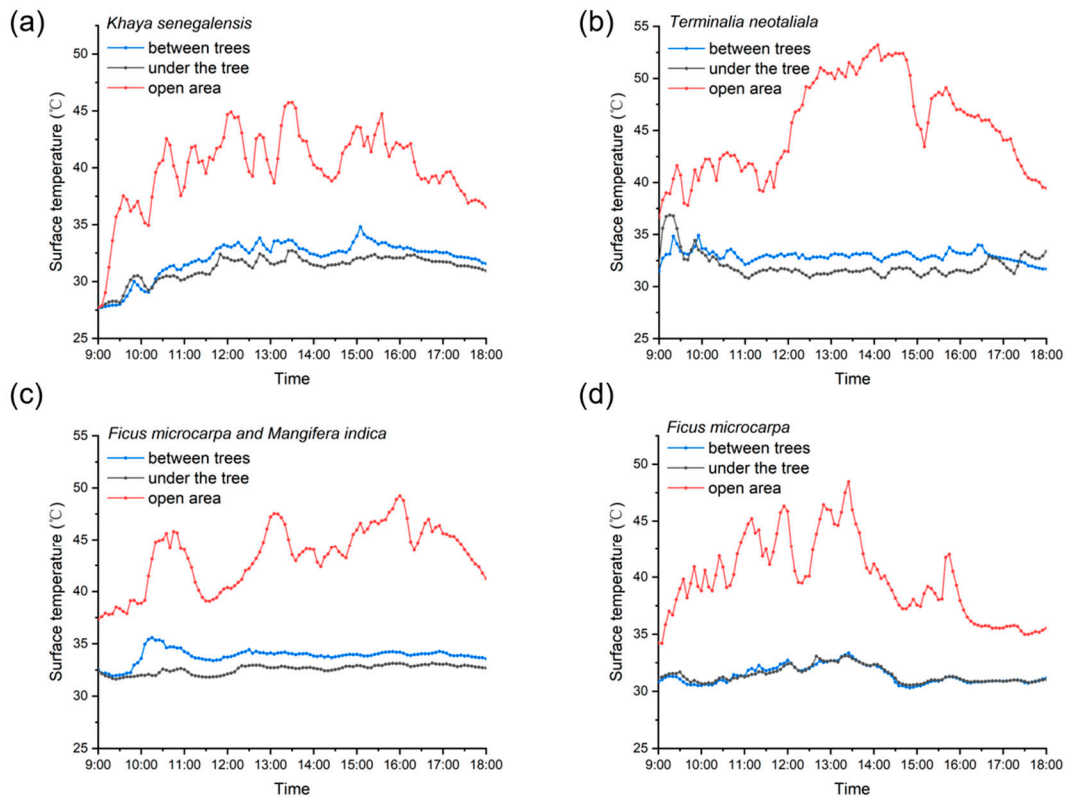 (a)
Khaya senegalensis
between trees
under the tree
open area
Surface temperature (℃)
50
45
40
35
30
25
9:00 10:00 11:00 12:00 13:00 14:00 15:00 16:00 17:00 18:00
Time
(b)
Terminalia neotaliala
between trees
under the tree
open area
Surface temperature (℃)
50
45
40
35
30
25
9:00 10:00 11:00 12:00 13:00 14:00 15:00 16:00 17:00 18:00
Time
(c)
Ficus microcarpa and Mangifera indica
between trees
under the tree
open area
Surface temperature (℃)
55
50
45
40
35
30
25
9:00 10:00 11:00 12:00 13:00 14:00 15:00 16:00 17:00 18:00
Time
(d)
Ficus microcarpa
between trees
under the tree
open area
Surface temperature (℃)
50
45
40
35
30
25
9:00 10:00 11:00 12:00 13:00 14:00 15:00 16:00 17:00 18:00
Time